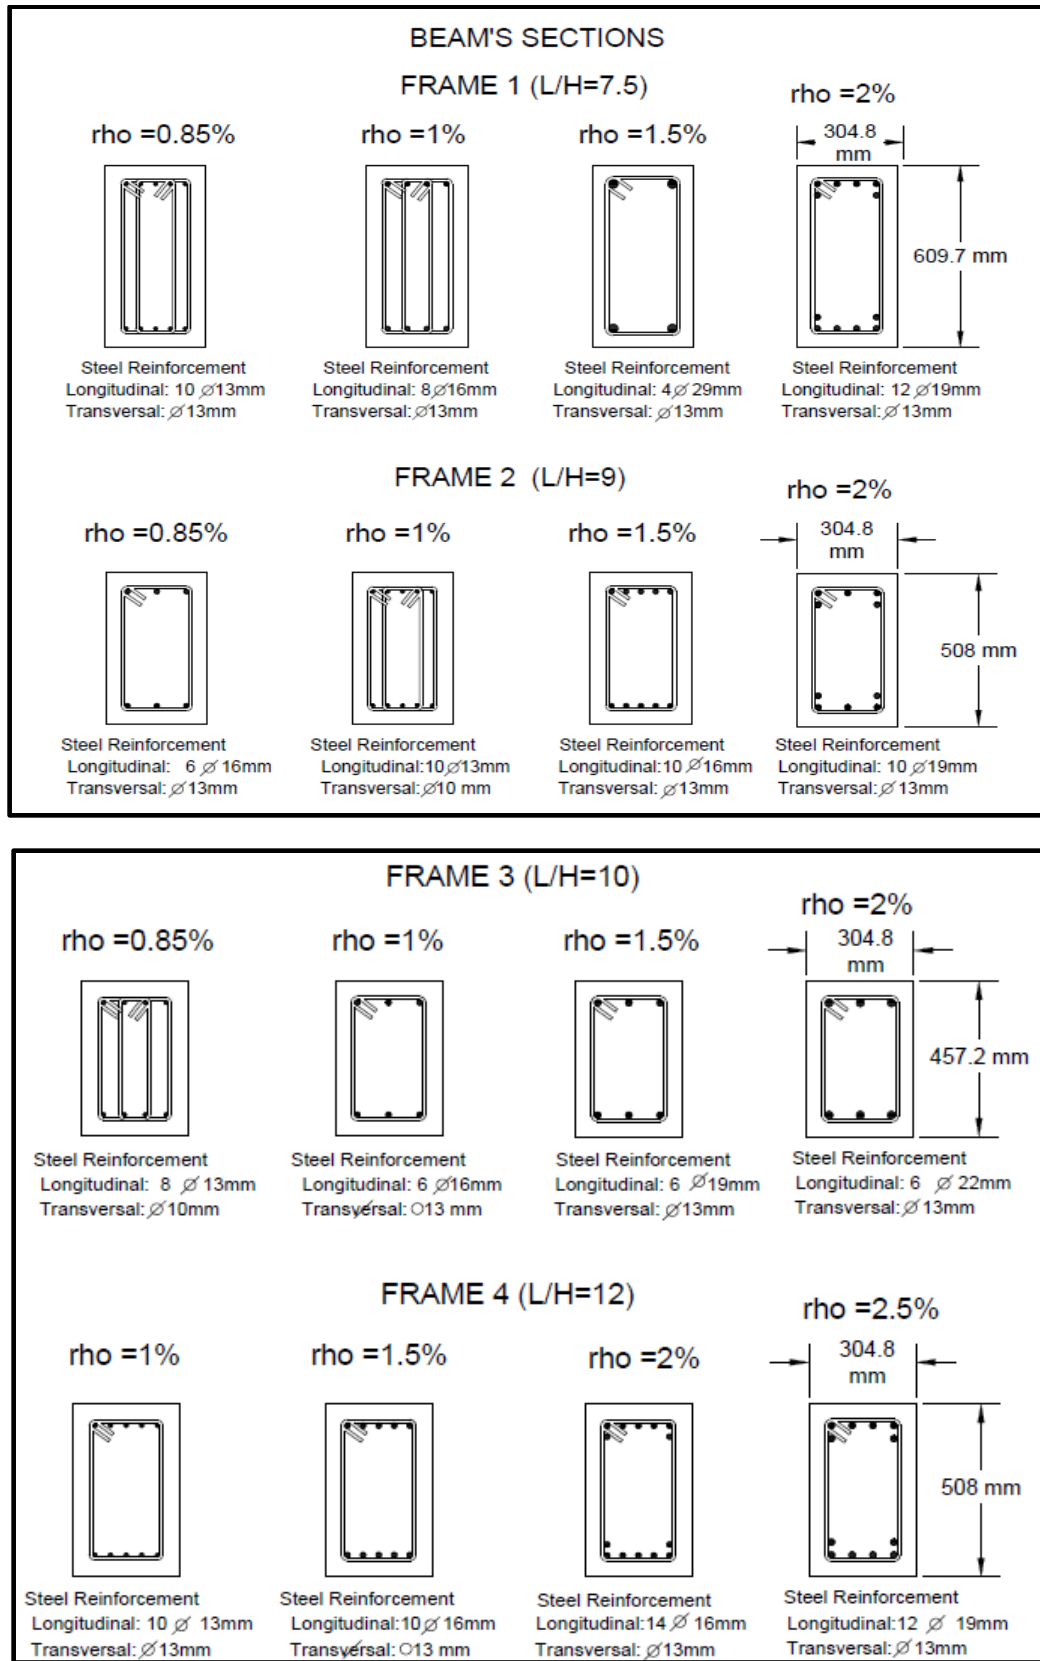 BEAM'S SECTIONS
FRAME 1 (L/H=7.5)
rho =0.85%
rho =1%
rho =1.5%
rho =2%
304.8
mm
609.7 mm
Steel Reinforcement
Longitudinal: 10 ∅13mm
Transversal:∅13mm
Steel Reinforcement
Longitudinal: 8∅16mm
Transversal:∅13mm
Steel Reinforcement
Longitudinal: 4∅ 29mm
Transversal: ∅13mm
Steel Reinforcement
Longitudinal: 12 ∅19mm
Transversal:∅ 13mm
FRAME 2 (L/H=9)
rho =0.85%
rho =1%
rho =1.5%
rho =2%
304.8
mm
508 mm
Steel Reinforcement
Longitudinal: 6 ∅ 16mm
Transversal:∅13mm
Steel Reinforcement
Longitudinal:10∅13mm
Transversal:∅10 mm
Steel Reinforcement
Longitudinal:10 ∅16mm
Transversal: ∅13mm
Steel Reinforcement
Longitudinal: 10 ∅19mm
Transversal:∅ 13mm
FRAME 3 (L/H=10)
rho =0.85%
rho =1%
rho =1.5%
rho =2%
304.8
mm
457.2 mm
Steel Reinforcement
Longitudinal: 8 ∅ 13mm
Transversal:∅10mm
Steel Reinforcement
Longitudinal: 6 ∅16mm
Transversal: O13 mm
Steel Reinforcement
Longitudinal: 6 ∅19mm
Transversal: ∅13mm
Steel Reinforcement
Longitudinal: 6 ∅ 22mm
Transversal:∅ 13mm
FRAME 4 (L/H=12)
rho =1%
rho =1.5%
rho =2%
rho =2.5%
304.8
mm
508 mm
Steel Reinforcement
Longitudinal: 10 ∅ 13mm
Transversal:∅13mm
Steel Reinforcement
Longitudinal:10∅ 16mm
Transversal: O13 mm
Steel Reinforcement
Longitudinal:14 ∅ 16mm
Transversal: ∅13mm
Steel Reinforcement
Longitudinal:12 ∅ 19mm
Transversal:∅ 13mm